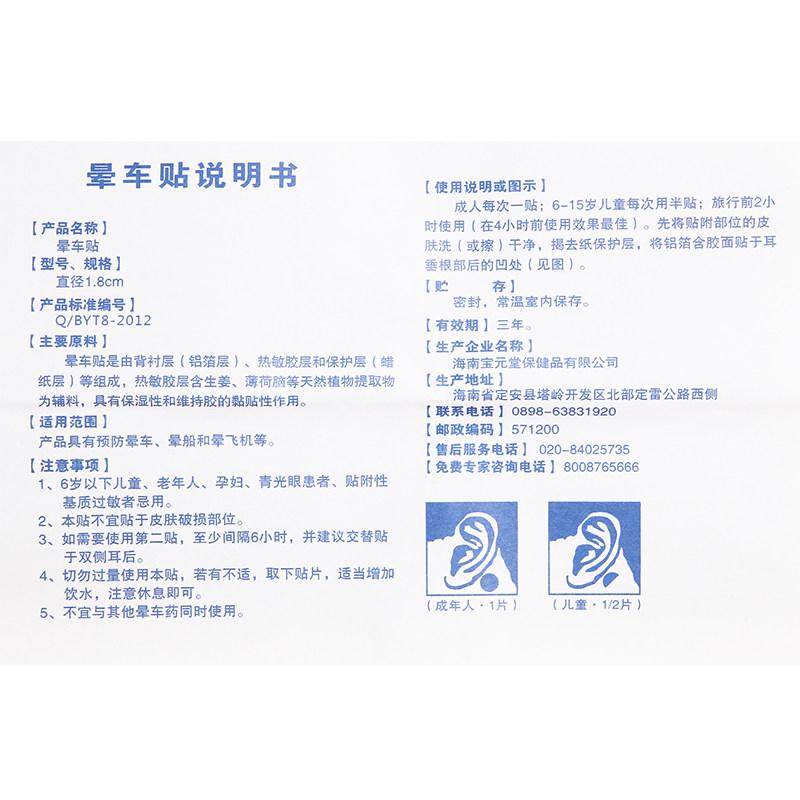 晕车贴说明书
【产品名称】
晕车贴
【型号、规格】
直径1.8cm
【产品标准编号】
Q/BYT8-2012
【主要原料】
晕车贴是由背衬层（铝箔层）、热敏胶层和保护层（蜡
纸层）等组成，热敏胶层含生姜、薄荷脑等天然植物提取物
为辅料，具有保湿性和维持胶的黏贴性作用。
【适用范围】
产品具有预防晕车、晕船和晕飞机等。
【注意事项】
1、6岁以下儿童、老年人、孕妇、青光眼患者、贴附性
基质过敏者忌用。
2、本贴不宜贴于皮肤破损部位。
3、如需要使用第二贴，至少间隔6小时，并建议交替贴
于双侧耳后。
4、切勿过量使用本贴，若有不适，取下贴片，适当增加
饮水，注意休息即可。
5、不宜与其他晕车药同时使用。
【使用说明或图示】
成人每次一贴；6-15岁儿童每次用半贴；旅行前2小
时使用（在4小时前使用效果最佳）。先将贴附部位的皮
肤洗（或擦）干净，揭去纸保护层，将铝箔含胶面贴于耳
垂根部后的凹处（见图）。
【贮 存】
密封，常温室内保存。
【有效期】三年。
【生产企业名称】
海南宝元堂保健品有限公司
【生产地址】
海南省定安县塔岭开发区北部定雷公路西侧
【联系电话】0898-63831920
【邮政编码】571200
【售后服务电话】 020-84025735
【免费专家咨询电话】 8008765666
（成年人·1片）
（儿童·1/2片）